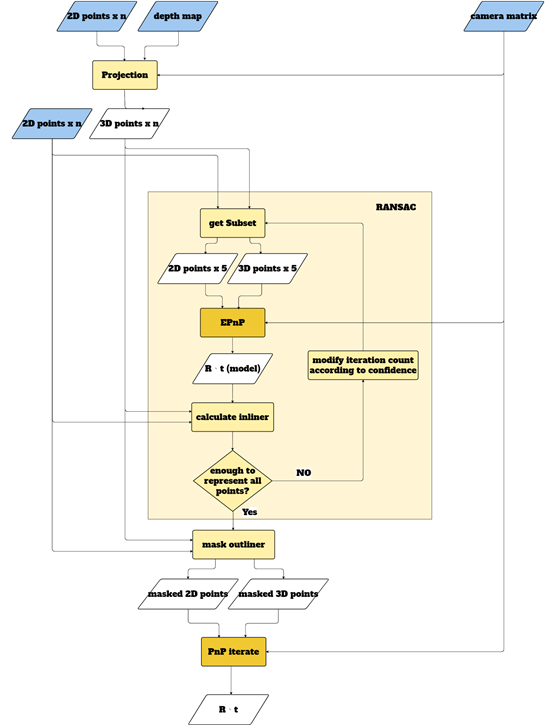 2D points x n
depth map
camera matrix
Projection
2D points x n
3D points x n
RANSAC
get Subset
2D points x 5
3D points x 5
EPnP
R · t (model)
modify iteration count
according to confidence
calculate inliner
enough to
represent all
points?
NO
Yes
mask outliner
masked 2D points
masked 3D points
PnP iterate
R · t